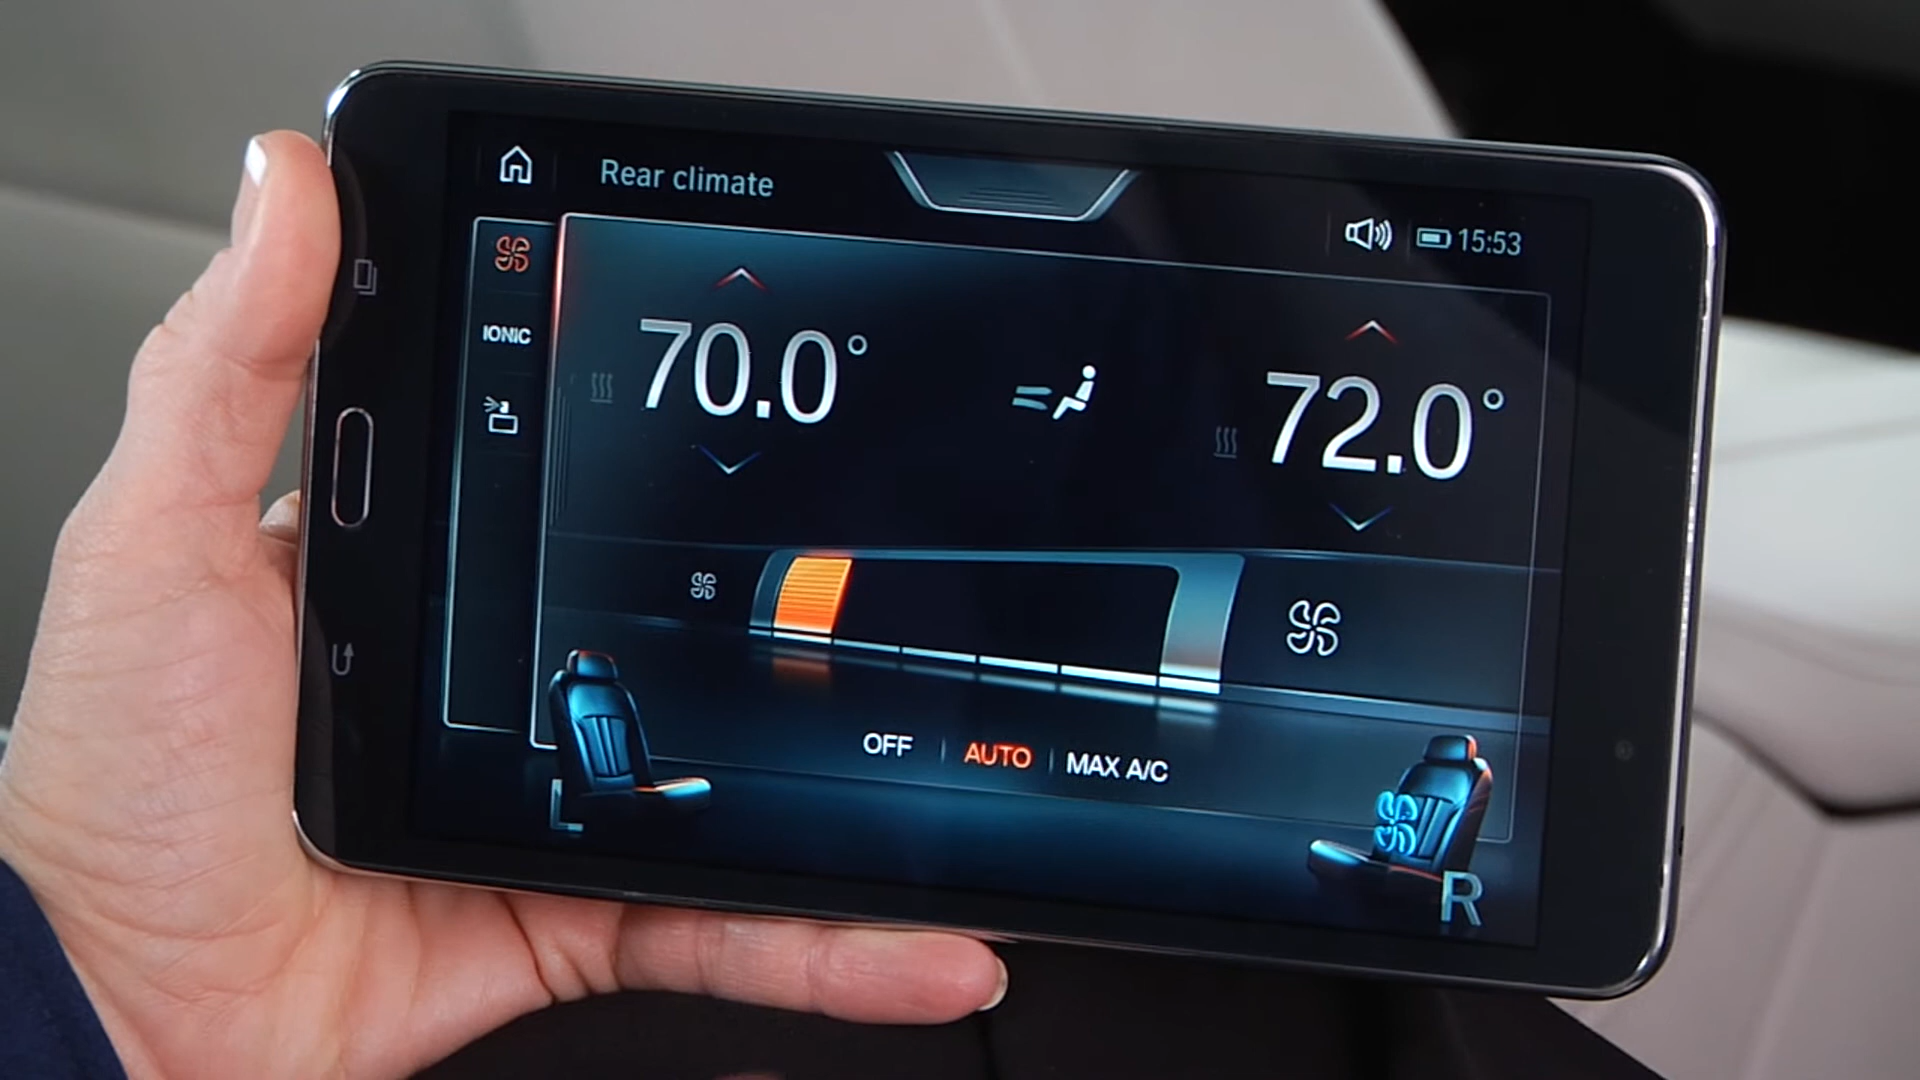 Rear climate
15:53
IONIC
70.0°
72.0°
OFF AUTO MAX A/C
L
R